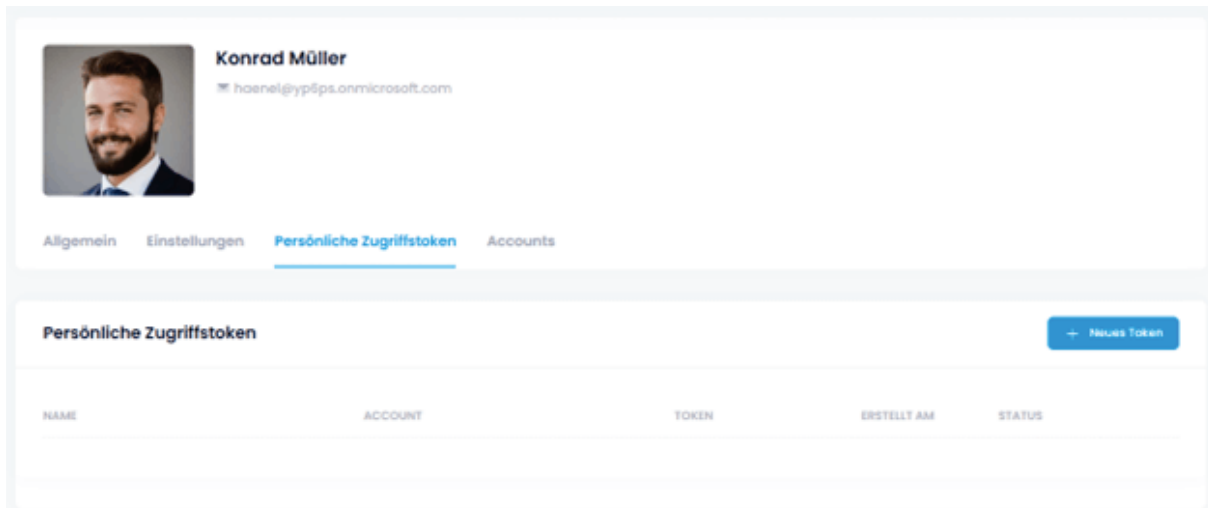 Konrad Müller
haenel@yp6ps.onmicrosoft.com
Allgemein Einstellungen Persönliche Zugriffstoken Accounts
Persönliche Zugriffstoken
+ Neues Token
NAME ACCOUNT TOKEN ERSTELLT AM STATUS